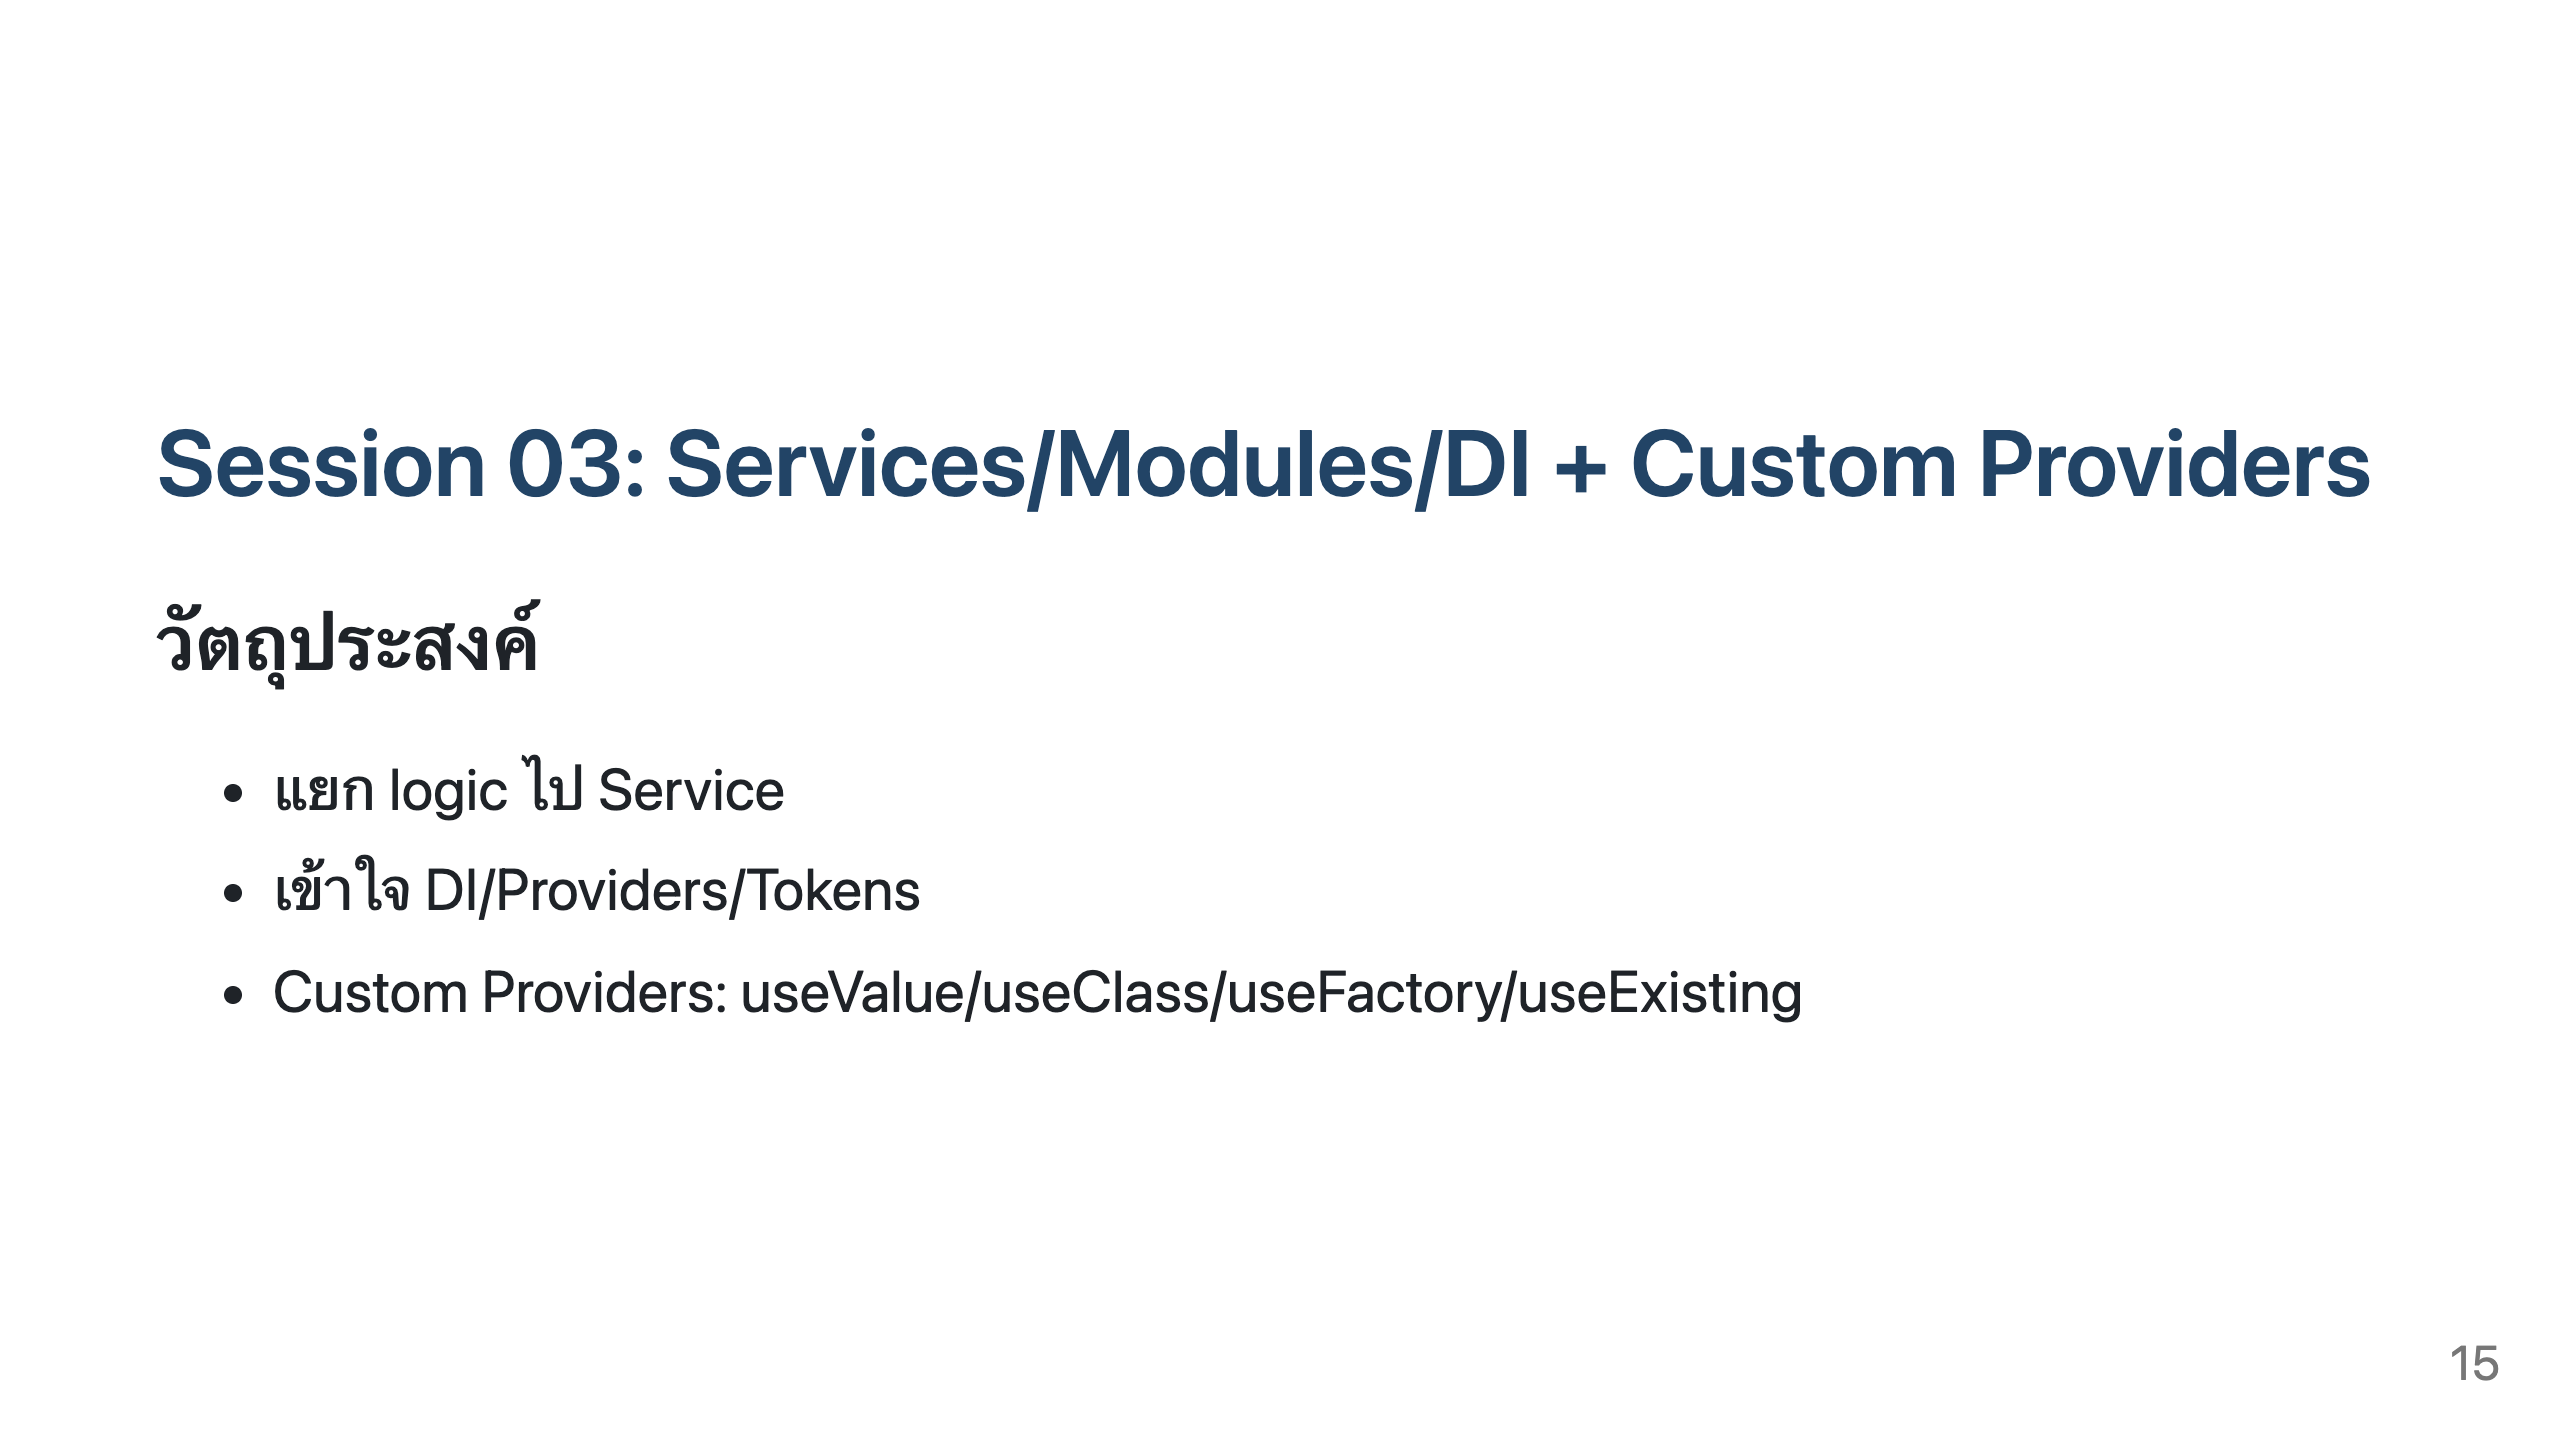 Session 03: Services/Modules/DI + Custom Providers
วัตถุประสงค์
• แยก logic ไป Service
• เข้าใจ DI/Providers/Tokens
• Custom Providers: useValue/useClass/useFactory/useExisting
15